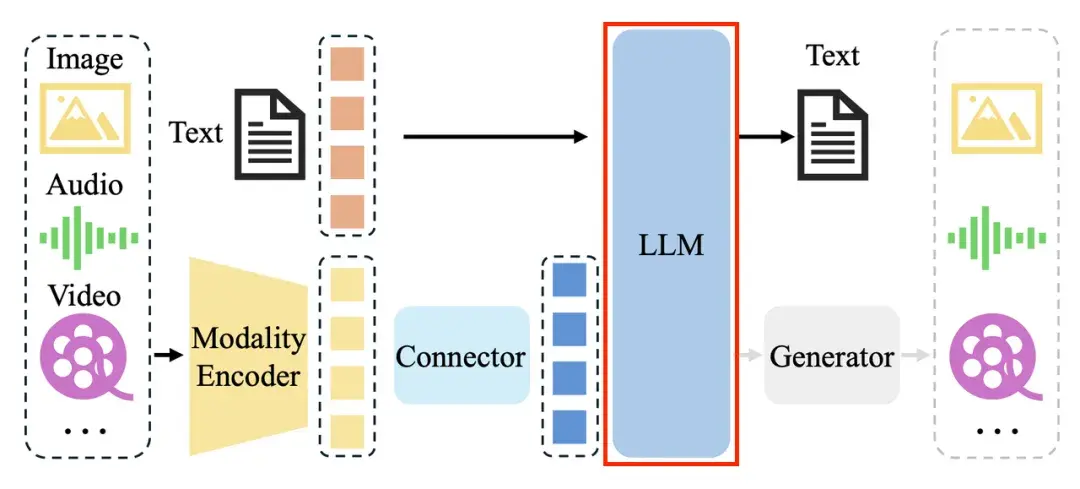 Image
Text
Audio
Video
...
Modality
Encoder
Connector
LLM
Text
Generator
...